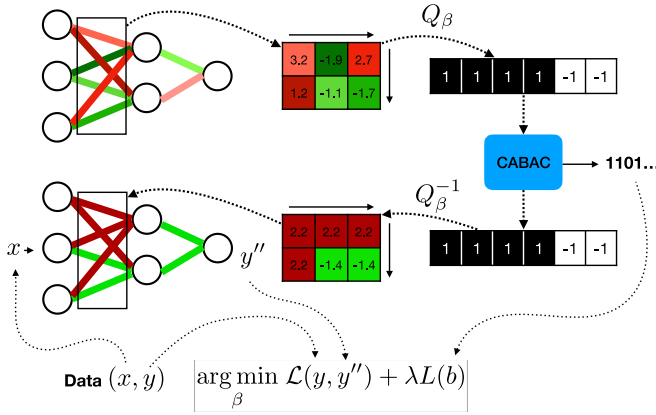 Q_β
3.2 -1.9 2.7
1.2 -1.1 -1.7
1 1 1 1 -1 -1
CABAC
1101...
Q_β^{-1}
2.2 2.2 2.2
2.2 -1.4 -1.4
1 1 1 1 -1 -1
x
y′′
Data (x, y)
arg min ℒ(y, y′′) + λL(b)
β